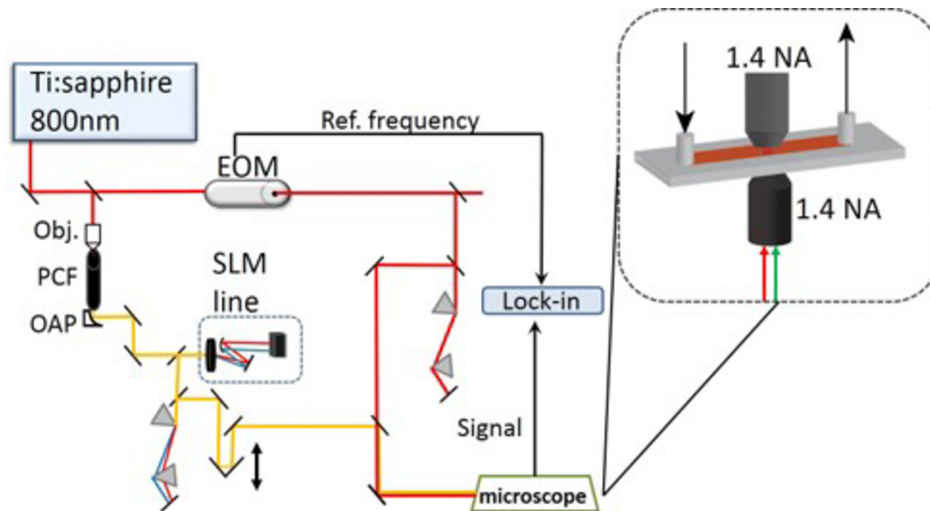 Ti:sapphire
800nm
Ref. frequency
EOM
Obj.
PCF
OAP
SLM
line
Lock-in
Signal
microscope
1.4 NA
1.4 NA